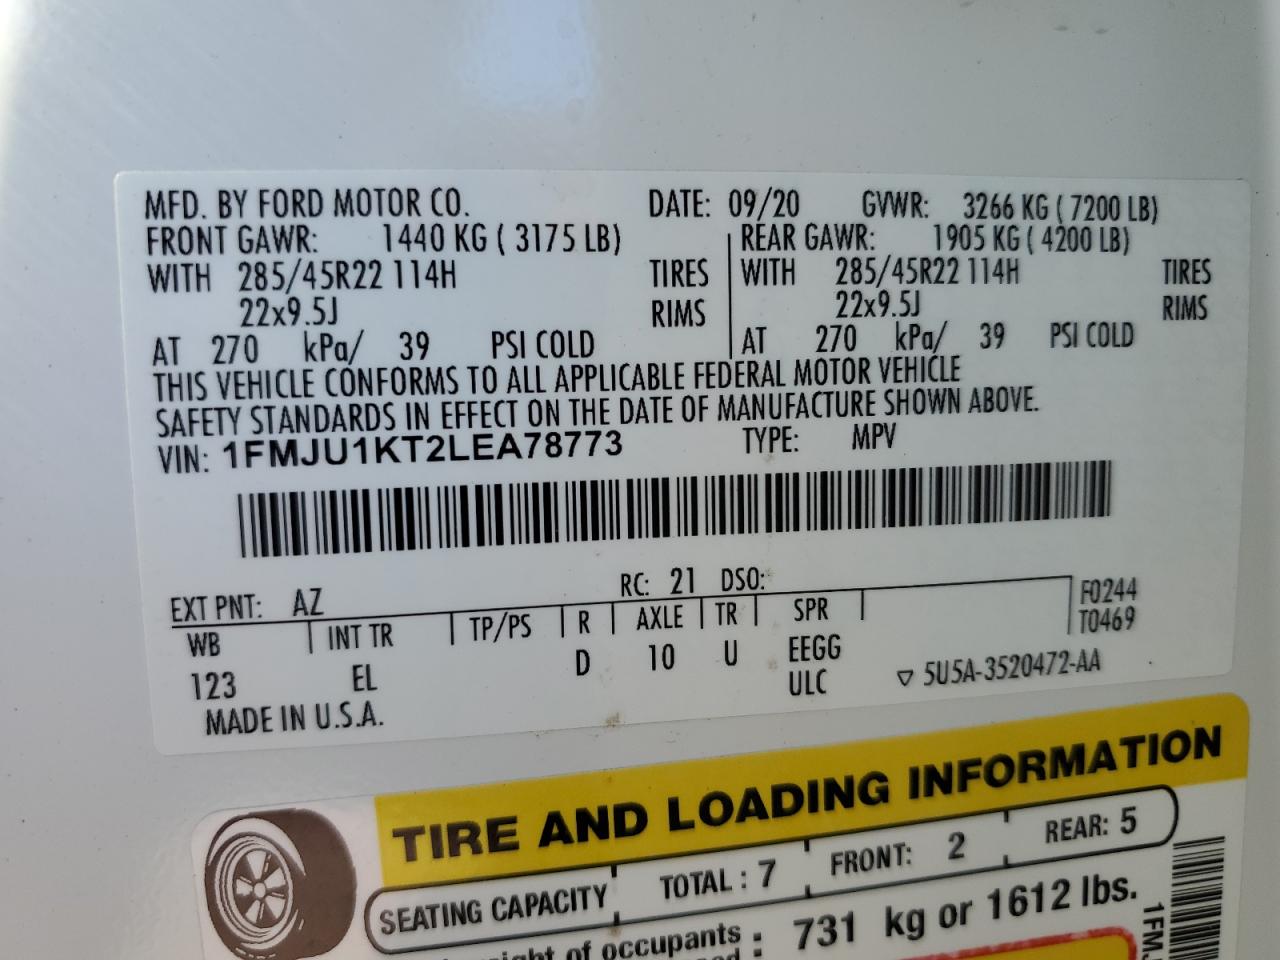 MFD. BY FORD MOTOR CO. DATE: 09/20 GVWR: 3266 KG ( 7200 LB)
FRONT GAWR: 1440 KG ( 3175 LB) REAR GAWR: 1905 KG ( 4200 LB)
WITH 285/45R22 114H TIRES WITH 285/45R22 114H TIRES
22x9.5J RIMS 22x9.5J RIMS
AT 270 kPa/ 39 PSI COLD AT 270 kPa/ 39 PSI COLD
THIS VEHICLE CONFORMS TO ALL APPLICABLE FEDERAL MOTOR VEHICLE
SAFETY STANDARDS IN EFFECT ON THE DATE OF MANUFACTURE SHOWN ABOVE.
VIN: 1FMJU1KT2LEA78773 TYPE: MPV
EXT PNT: AZ RC: 21 DSO: F0244
WB INT TR TP/PS R AXLE TR SPR T0469
123 EL D 10 U EEGG
ULC ▽ 5U5A-3520472-AA
MADE IN U.S.A.
TIRE AND LOADING INFORMATION
SEATING CAPACITY TOTAL : 7 FRONT: 2 REAR: 5
of occupants : 731 kg or 1612 lbs.
1FM